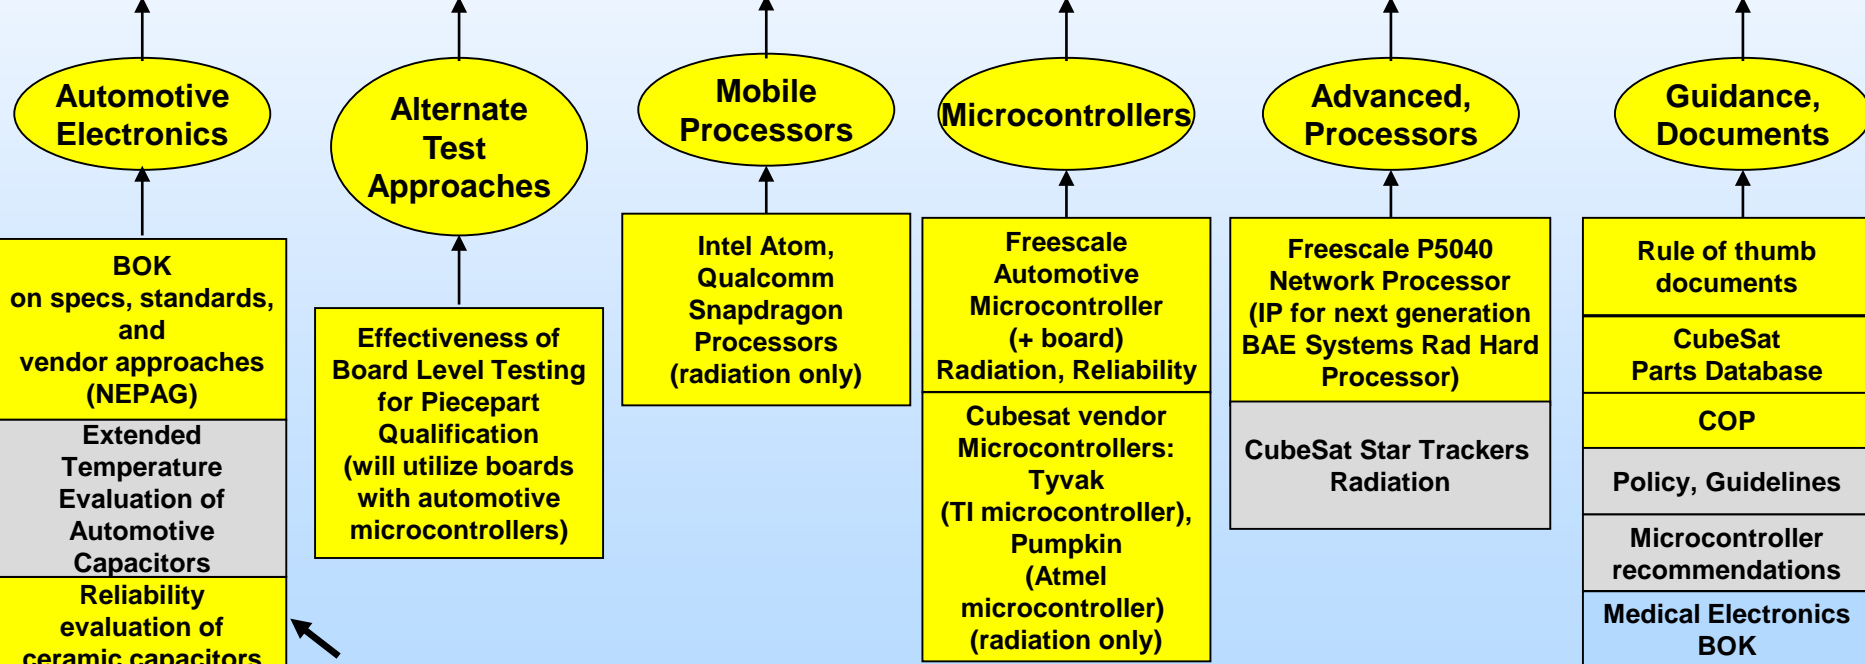 Automotive
Electronics
Alternate
Test
Approaches
Mobile
Processors
Microcontrollers
Advanced,
Processors
Guidance,
Documents
BOK
on specs, standards,
and
vendor approaches
(NEPAG)
Extended
Temperature
Evaluation of
Automotive
Capacitors
Reliability
evaluation of
ceramic capacitors
Effectiveness of
Board Level Testing
for Piecepart
Qualification
(will utilize boards
with automotive
microcontrollers)
Intel Atom,
Qualcomm
Snapdragon
Processors
(radiation only)
Freescale
Automotive
Microcontroller
(+ board)
Radiation, Reliability
Cubesat vendor
Microcontrollers:
Tyvak
(TI microcontroller),
Pumpkin
(Atmel
microcontroller)
(radiation only)
Freescale P5040
Network Processor
(IP for next generation
BAE Systems Rad Hard
Processor)
CubeSat Star Trackers
Radiation
Rule of thumb
documents
CubeSat
Parts Database
COP
Policy, Guidelines
Microcontroller
recommendations
Medical Electronics
BOK